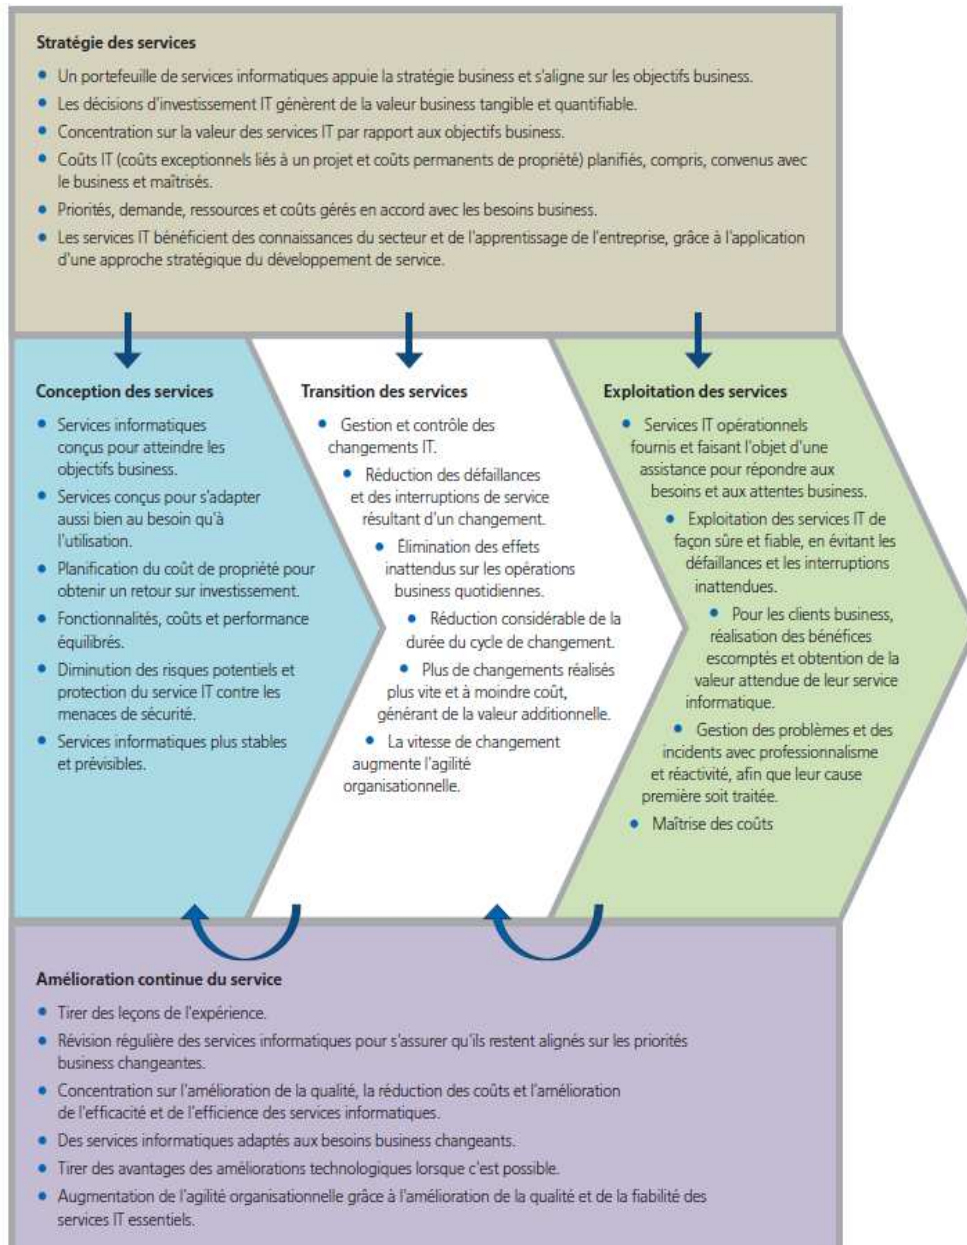 Stratégie des services
• Un portefeuille de services informatiques appuie la stratégie business et s'aligne sur les objectifs business.
• Les décisions d'investissement IT génèrent de la valeur business tangible et quantifiable.
• Concentration sur la valeur des services IT par rapport aux objectifs business.
• Coûts IT (coûts exceptionnels liés à un projet et coûts permanents de propriété) planifiés, compris, convenus avec
le business et maîtrisés.
• Priorités, demande, ressources et coûts gérés en accord avec les besoins business.
• Les services IT bénéficient des connaissances du secteur et de l'apprentissage de l'entreprise, grâce à l'application
d'une approche stratégique du développement de service.
Conception des services
• Services informatiques
conçus pour atteindre les
objectifs business.
• Services conçus pour s'adapter
aussi bien au besoin qu'à
l'utilisation.
• Planification du coût de propriété pour
obtenir un retour sur investissement.
• Fonctionnalités, coûts et performance
équilibrés.
• Diminution des risques potentiels et
protection du service IT contre les
menaces de sécurité.
• Services informatiques plus stables
et prévisibles.
Transition des services
• Gestion et contrôle des
changements IT.
• Réduction des défaillances
et des interruptions de service
résultant d'un changement.
• Elimination des effets
inattendus sur les opérations
business quotidiennes.
• Réduction considérable de la
durée du cycle de changement.
• Plus de changements réalisés
plus vite et à moindre coût,
générant de la valeur additionnelle.
• La vitesse de changement
augmente l'agilité
organisationnelle.
Exploitation des services
• Services IT opérationnels
fournis et faisant l'objet d'une
assistance pour répondre aux
besoins et aux attentes business.
• Exploitation des services IT de
façon sûre et fiable, en évitant les
défaillances et les interruptions
inattendues.
• Pour les clients business,
réalisation des bénéfices
escomptés et obtention de la
valeur attendue de leur service
informatique.
• Gestion des problèmes et des
incidents avec professionnalisme
et réactivité, afin que leur cause
première soit traitée.
• Maîtrise des coûts
Amélioration continue du service
• Tirer des leçons de l'expérience.
• Révision régulière des services informatiques pour s'assurer qu'ils restent alignés sur les priorités
business changeantes.
• Concentration sur l'amélioration de la qualité, la réduction des coûts et l'amélioration
de l'efficacité et de l'efficience des services informatiques.
• Des services informatiques adaptés aux besoins business changeants.
• Tirer des avantages des améliorations technologiques lorsque c'est possible.
• Augmentation de l'agilité organisationnelle grâce à l'amélioration de la qualité et de la fiabilité des
services IT essentiels.